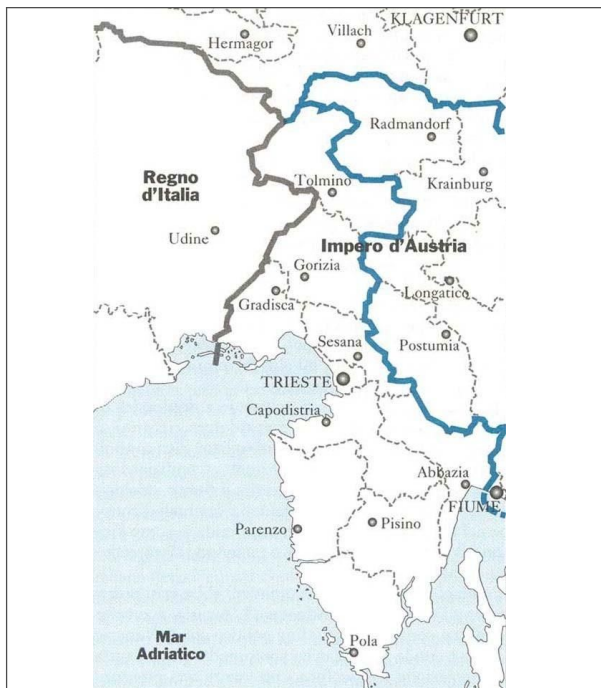 KLAGENFURT
Villach
Hermagor
Radmandorf
Regno
d'Italia
Tolmino
Krainburg
Udine
Impero d'Austria
Gorizia
Gradisca
Longatico
Sesana
Postumia
TRIESTE
Capodistria
Abbazia
FIUME
Parenzo
Pisino
Mar
Adriatico
Pola